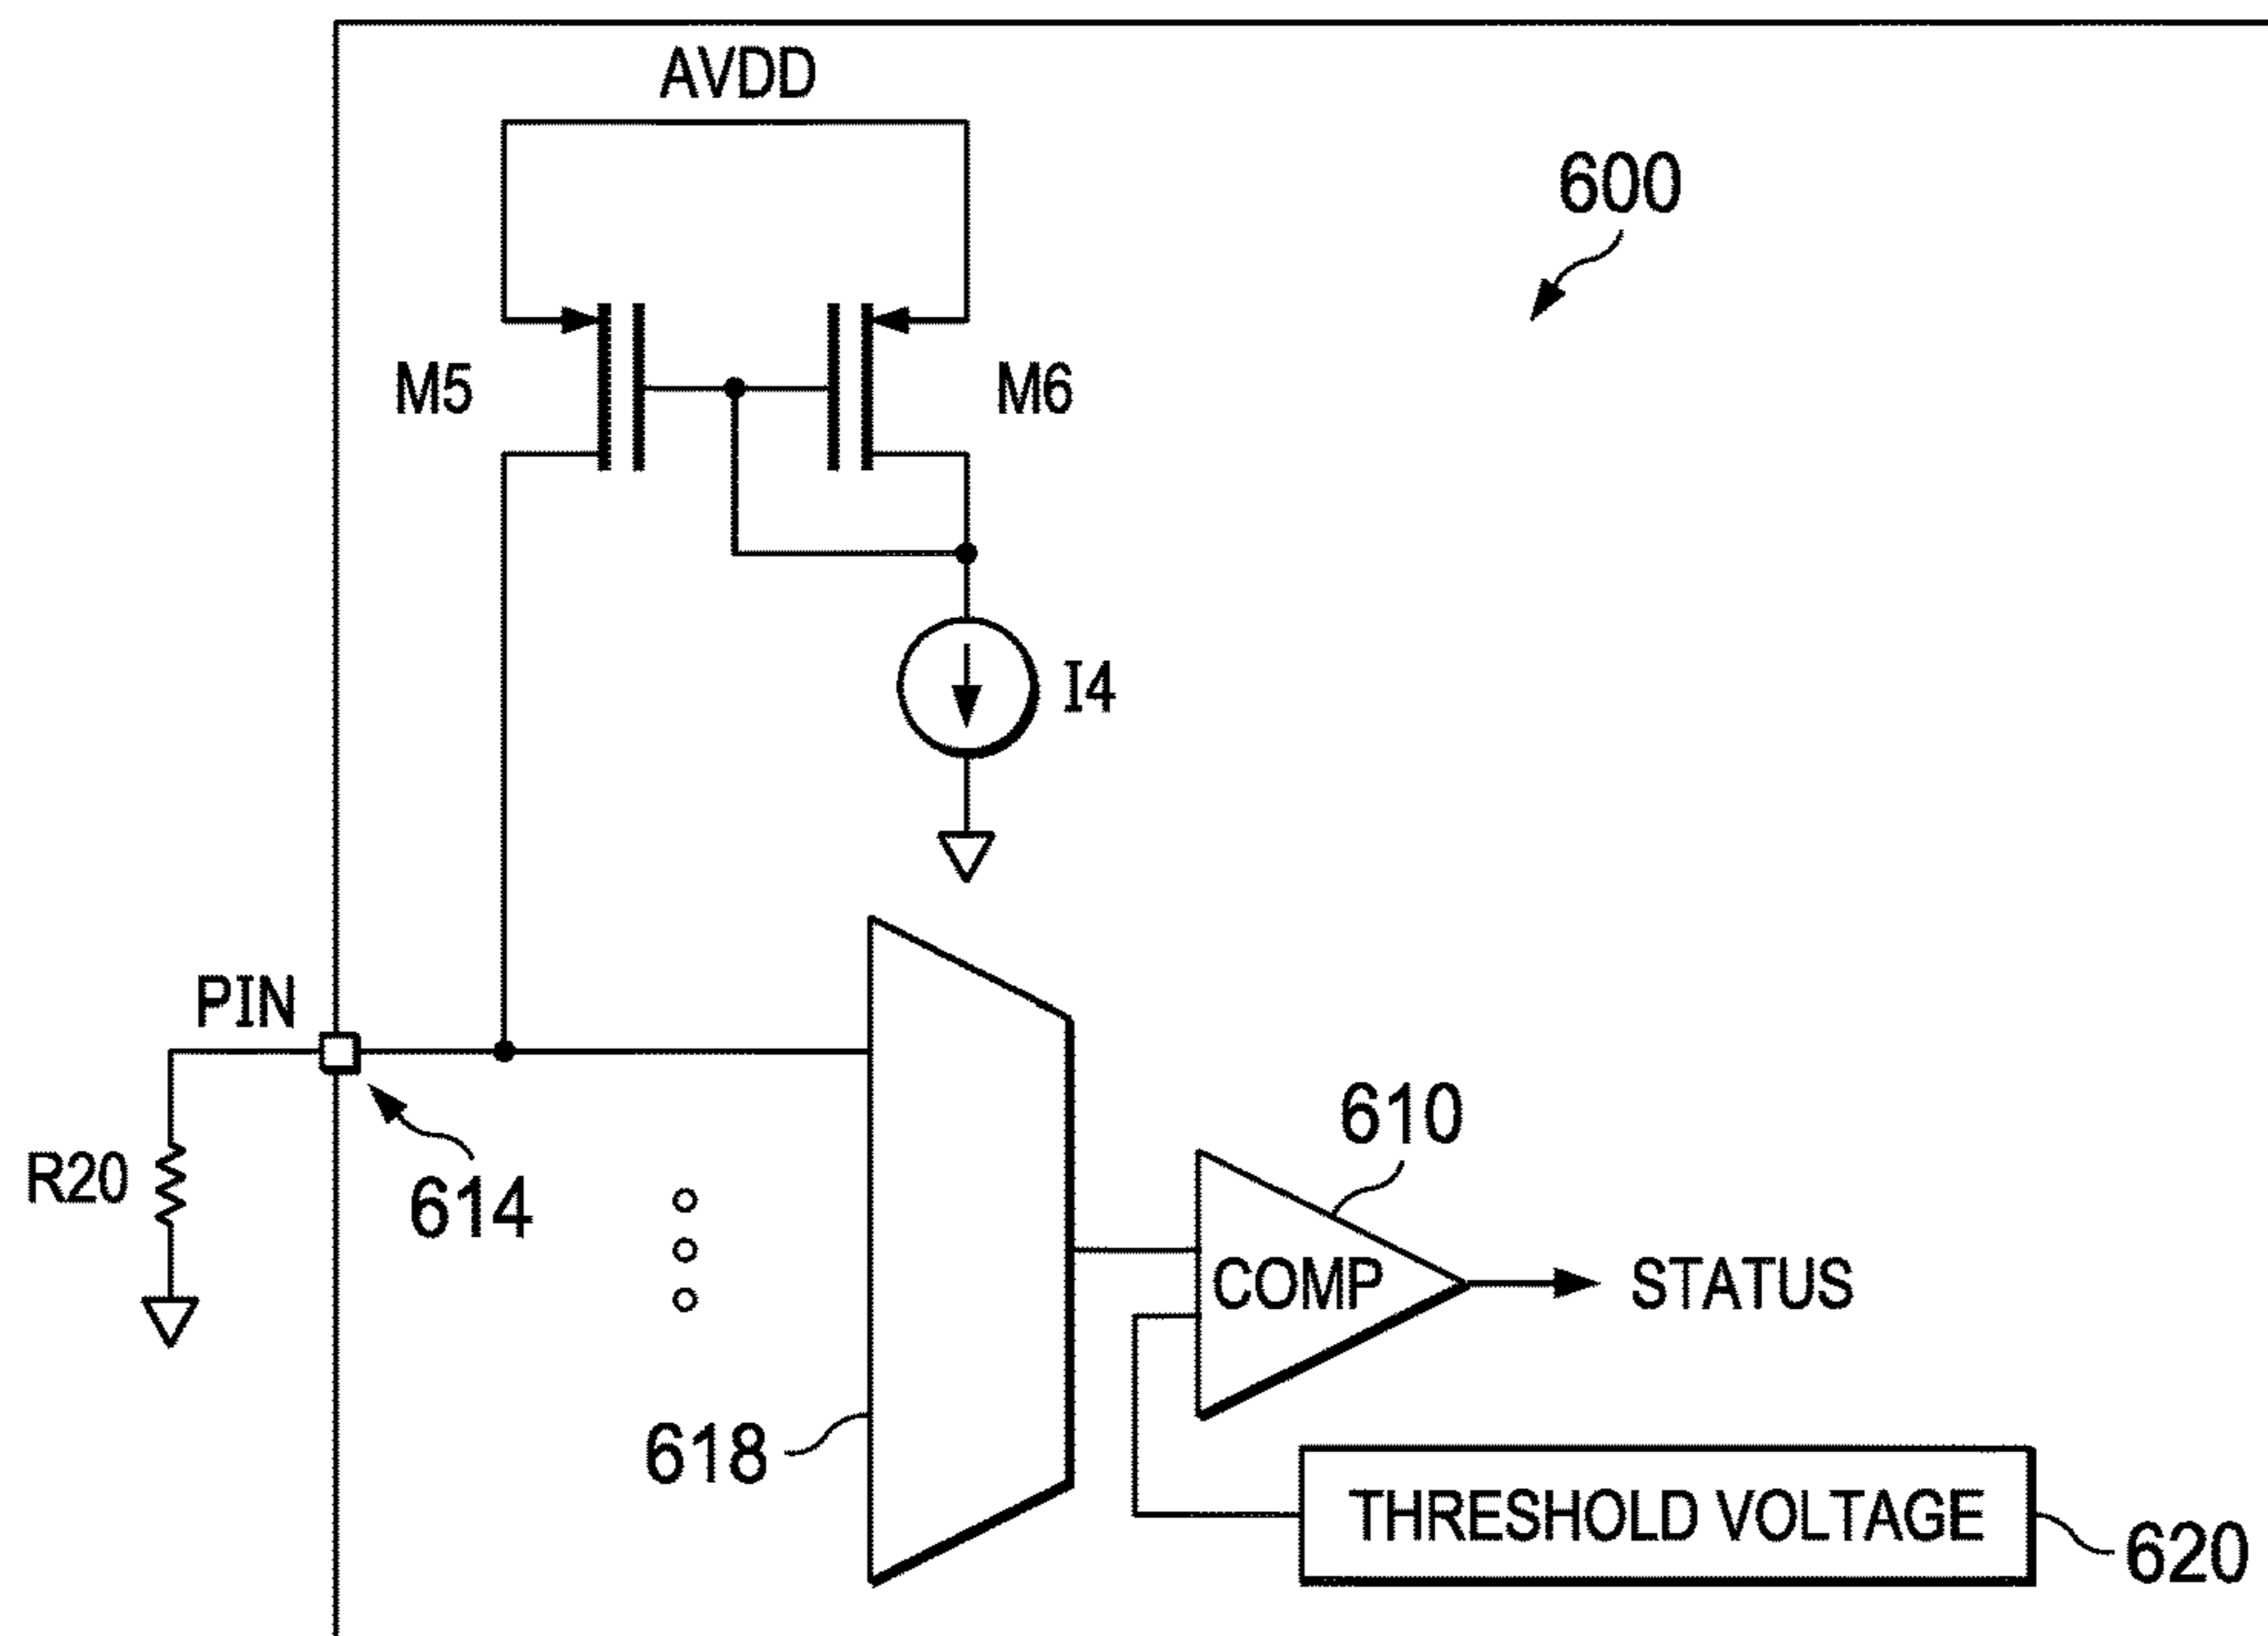 AVDD
600
M5
M6
I4
PIN
R20
614
610
COMP
STATUS
618
THRESHOLD VOLTAGE
620